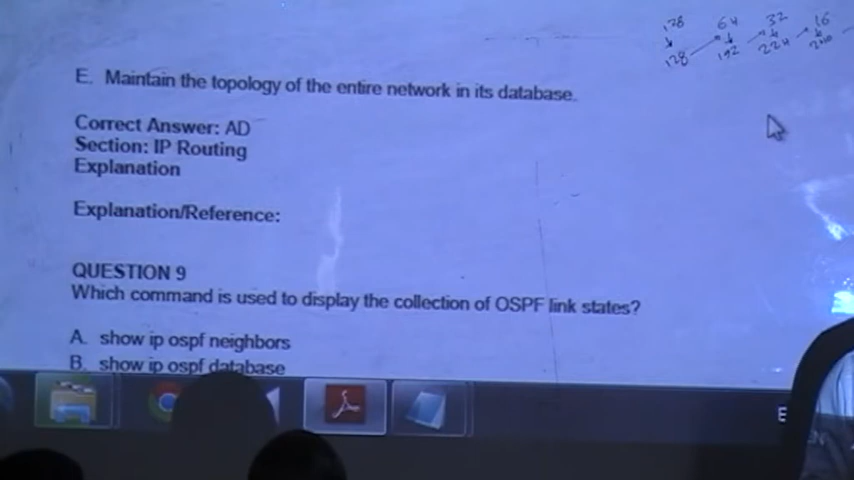 128 64 32 16
128 192 224 240
E. Maintain the topology of the entire network in its database.
Correct Answer: AD
Section: IP Routing
Explanation
Explanation/Reference:
QUESTION 9
Which command is used to display the collection of OSPF link states?
A. show ip ospf neighbors
B. show ip ospf database
E